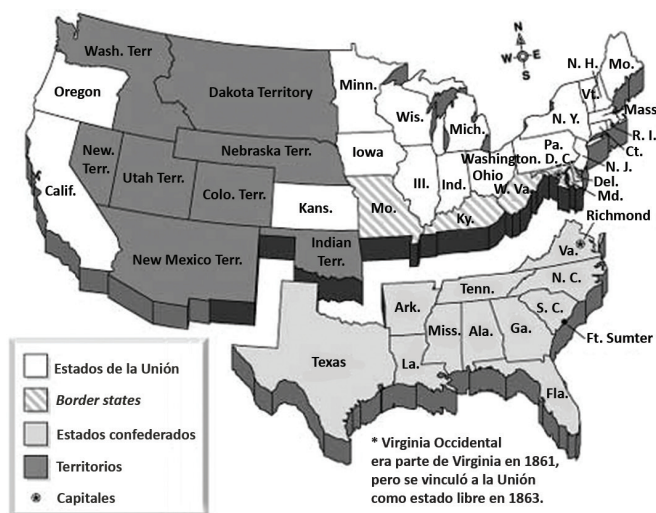 Wash. Terr
Oregon
Dakota Territory
Minn.
Wis.
Mich.
N. H.
Mo.
Vt.
Mass
N. Y.
R. I.
Ct.
Pa.
N. J.
Washington. D. C.
Del.
Md.
Nebraska Terr.
Iowa
Ill.
Ind.
Ohio
W. Va.
New.
Terr.
Utah Terr.
Colo. Terr.
Calif.
Kans.
Mo.
Ky.
Richmond
Va.
New Mexico Terr.
Indian
Terr.
N. C.
Tenn.
Ark.
S. C.
Ft. Sumter
Miss.
Ala.
Ga.
Texas
La.
Fla.
Estados de la Unión
Border states
Estados confederados
Territorios
Capitales
* Virginia Occidental
era parte de Virginia en 1861,
pero se vinculó a la Unión
como estado libre en 1863.
N
W E
S